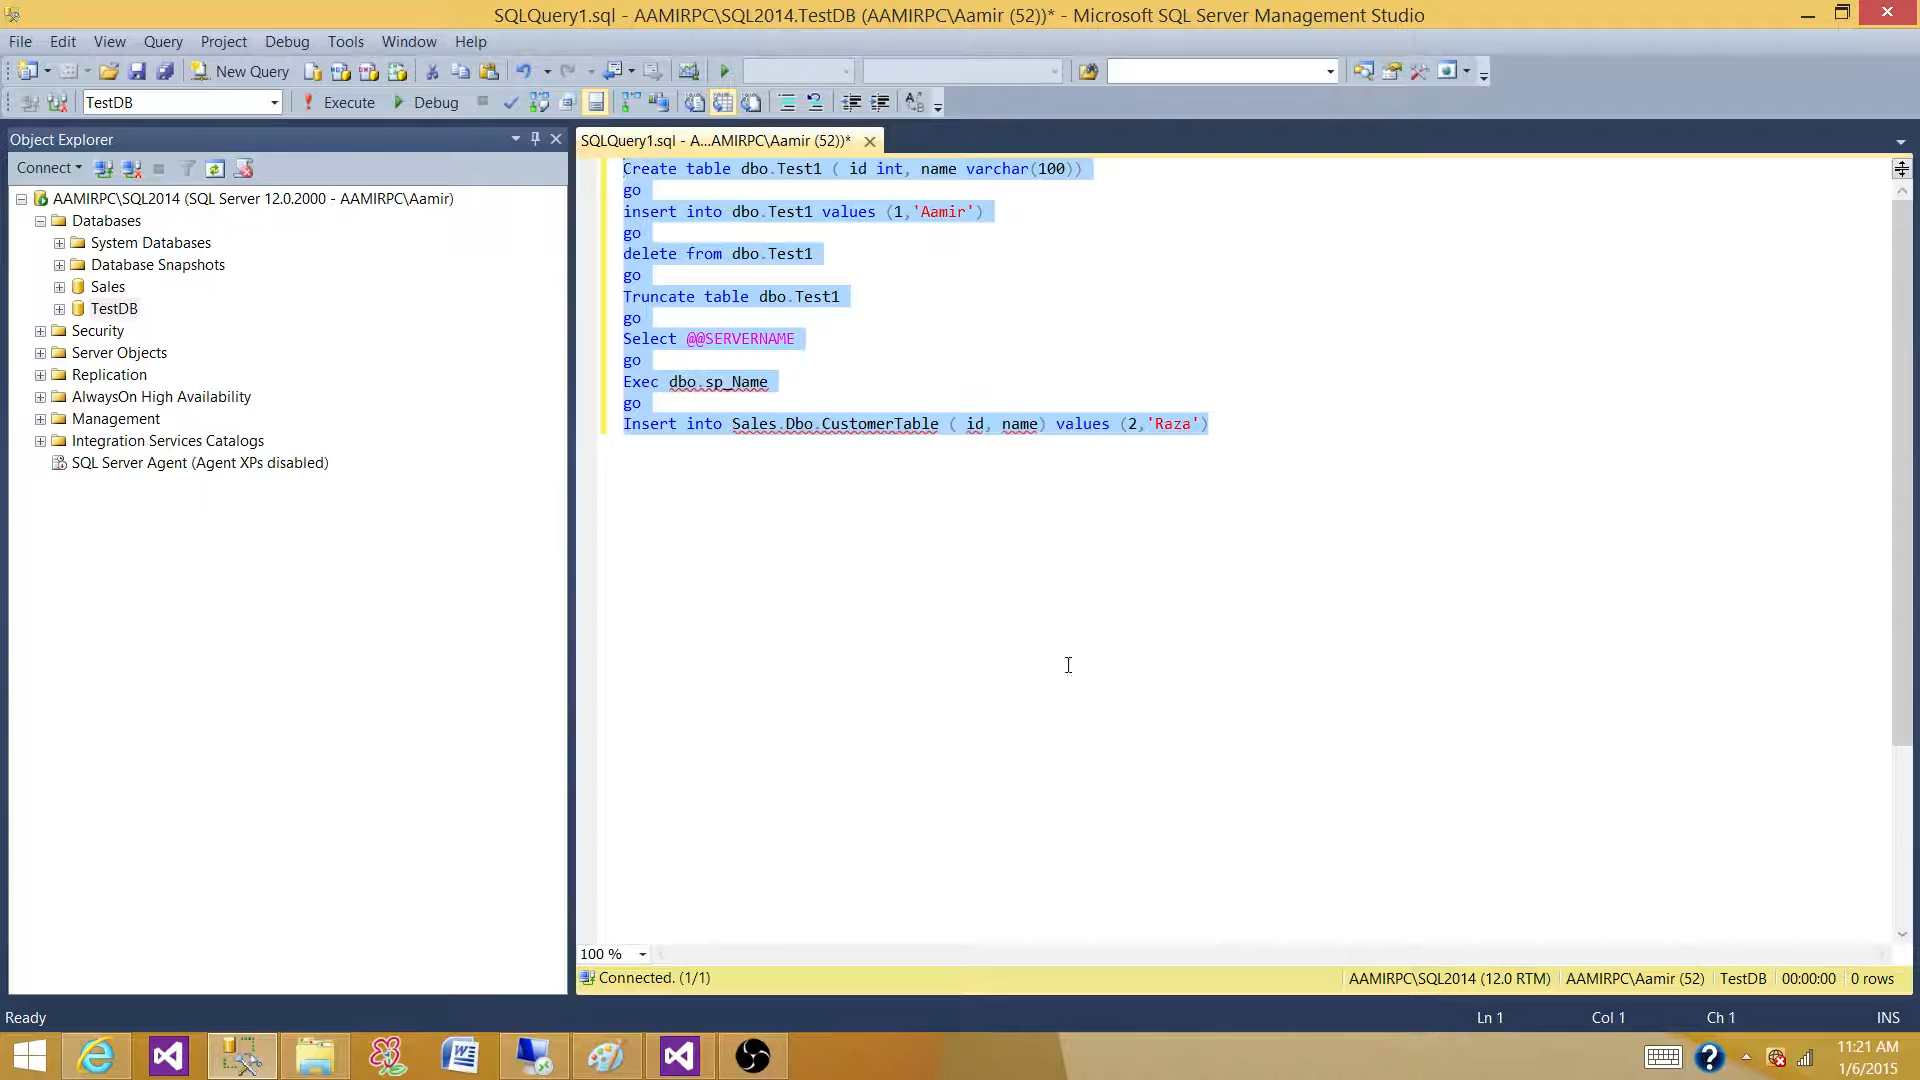 SQLQuery1.sql - AAMIRPC\SQL2014.TestDB (AAMIRPC\Aamir (52))* - Microsoft SQL Server Management Studio
File Edit View Query Project Debug Tools Window Help
New Query
TestDB Execute Debug
Object Explorer
SQLQuery1.sql - A...AMIRPC\Aamir (52))*
Connect
AAMIRPC\SQL2014 (SQL Server 12.0.2000 - AAMIRPC\Aamir)
Databases
System Databases
Database Snapshots
Sales
TestDB
Security
Server Objects
Replication
AlwaysOn High Availability
Management
Integration Services Catalogs
SQL Server Agent (Agent XPs disabled)
Create table dbo.Test1 ( id int, name varchar(100))
go
insert into dbo.Test1 values (1,'Aamir')
go
delete from dbo.Test1
go
Truncate table dbo.Test1
go
Select @@SERVERNAME
go
Exec dbo.sp_Name
go
Insert into Sales.Dbo.CustomerTable ( id, name) values (2,'Raza')
100 %
Connected. (1/1) AAMIRPC\SQL2014 (12.0 RTM) AAMIRPC\Aamir (52) TestDB 00:00:00 0 rows
Ready Ln 1 Col 1 Ch 1 INS
11:21 AM
1/6/2015